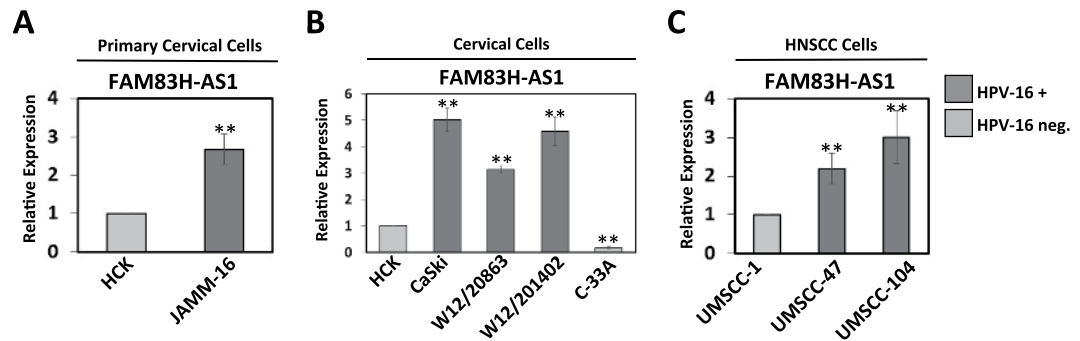 A
Primary Cervical Cells
FAM83H-AS1
Relative Expression
4
3
2
1
0
**
HCK
JAMM-16
B
Cervical Cells
FAM83H-AS1
Relative Expression
6
5
4
3
2
1
0
**
**
**
**
HCK
CaSki
W12/20863
W12/201402
C-33A
C
HNSCC Cells
FAM83H-AS1
Relative Expression
4
3
2
1
0
**
**
UMSCC-1
UMSCC-47
UMSCC-104
HPV-16 +
HPV-16 neg.